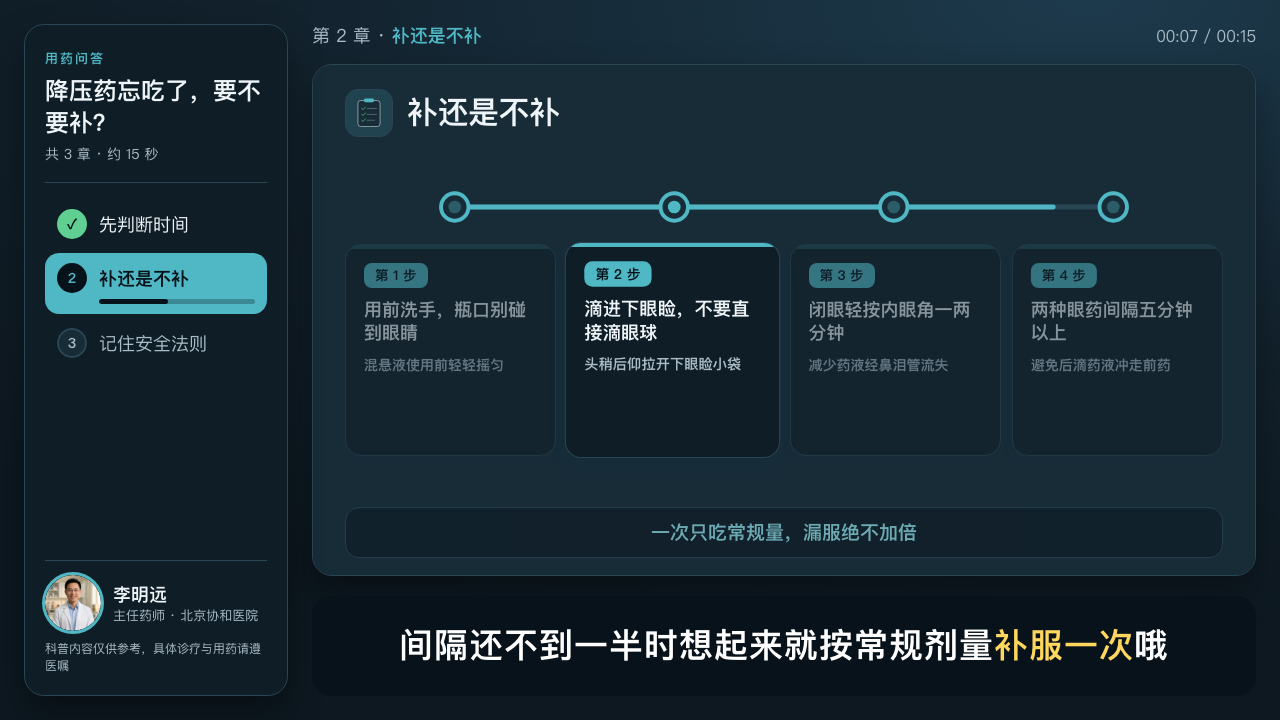 用药问答
降压药忘吃了，要不
要补?
共 3 章 · 约 15 秒
✓ 先判断时间
2 补还是不补
3 记住安全法则
李明远
主任药师 · 北京协和医院
科普内容仅供参考，具体诊疗与用药请遵
医嘱
第 2 章 · 补还是不补
00:07 / 00:15
补还是不补
第 1 步
用前洗手，瓶口别碰
到眼睛
混悬液使用前轻轻摇匀
第 2 步
滴进下眼睑，不要直
接滴眼球
头稍后仰拉开下眼睑小袋
第 3 步
闭眼轻按内眼角一两
分钟
减少药液经鼻泪管流失
第 4 步
两种眼药间隔五分钟
以上
避免后滴药液冲走前药
一次只吃常规量，漏服绝不加倍
间隔还不到一半时想起来就按常规剂量补服一次哦